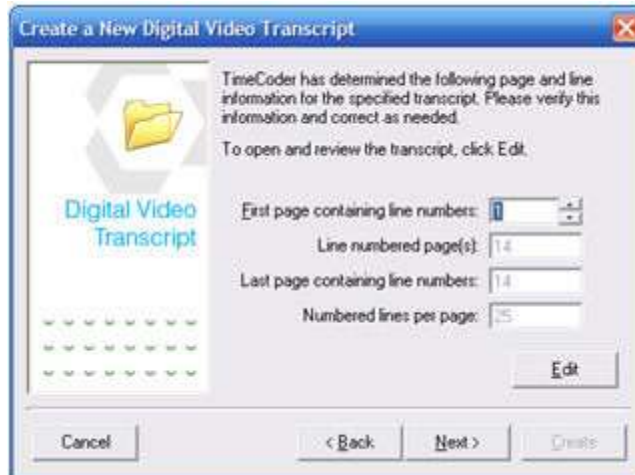 Create a New Digital Video Transcript
TimeCoder has determined the following page and line
information for the specified transcript. Please verify this
information and correct as needed.
To open and review the transcript, click Edit.
Digital Video
Transcript
First page containing line numbers: 1
Line numbered page(s): 14
Last page containing line numbers: 14
Numbered lines per page: 25
Edit
Cancel
< Back
Next >
Create